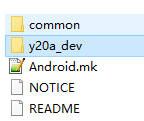 common
y20a_dev
Android.mk
NOTICE
README